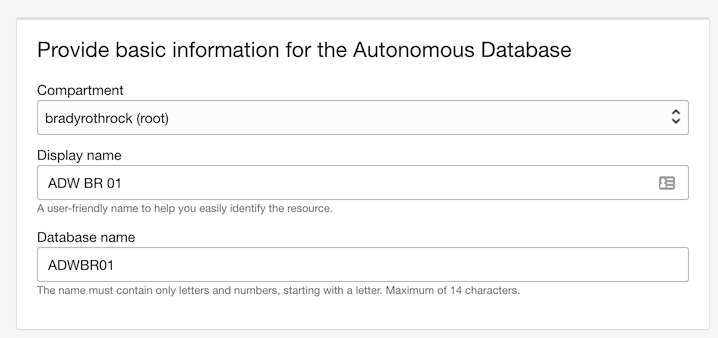 Provide basic information for the Autonomous Database
Compartment
bradyrothrock (root)
Display name
ADW BR 01
A user-friendly name to help you easily identify the resource.
Database name
ADWBR01
The name must contain only letters and numbers, starting with a letter. Maximum of 14 characters.